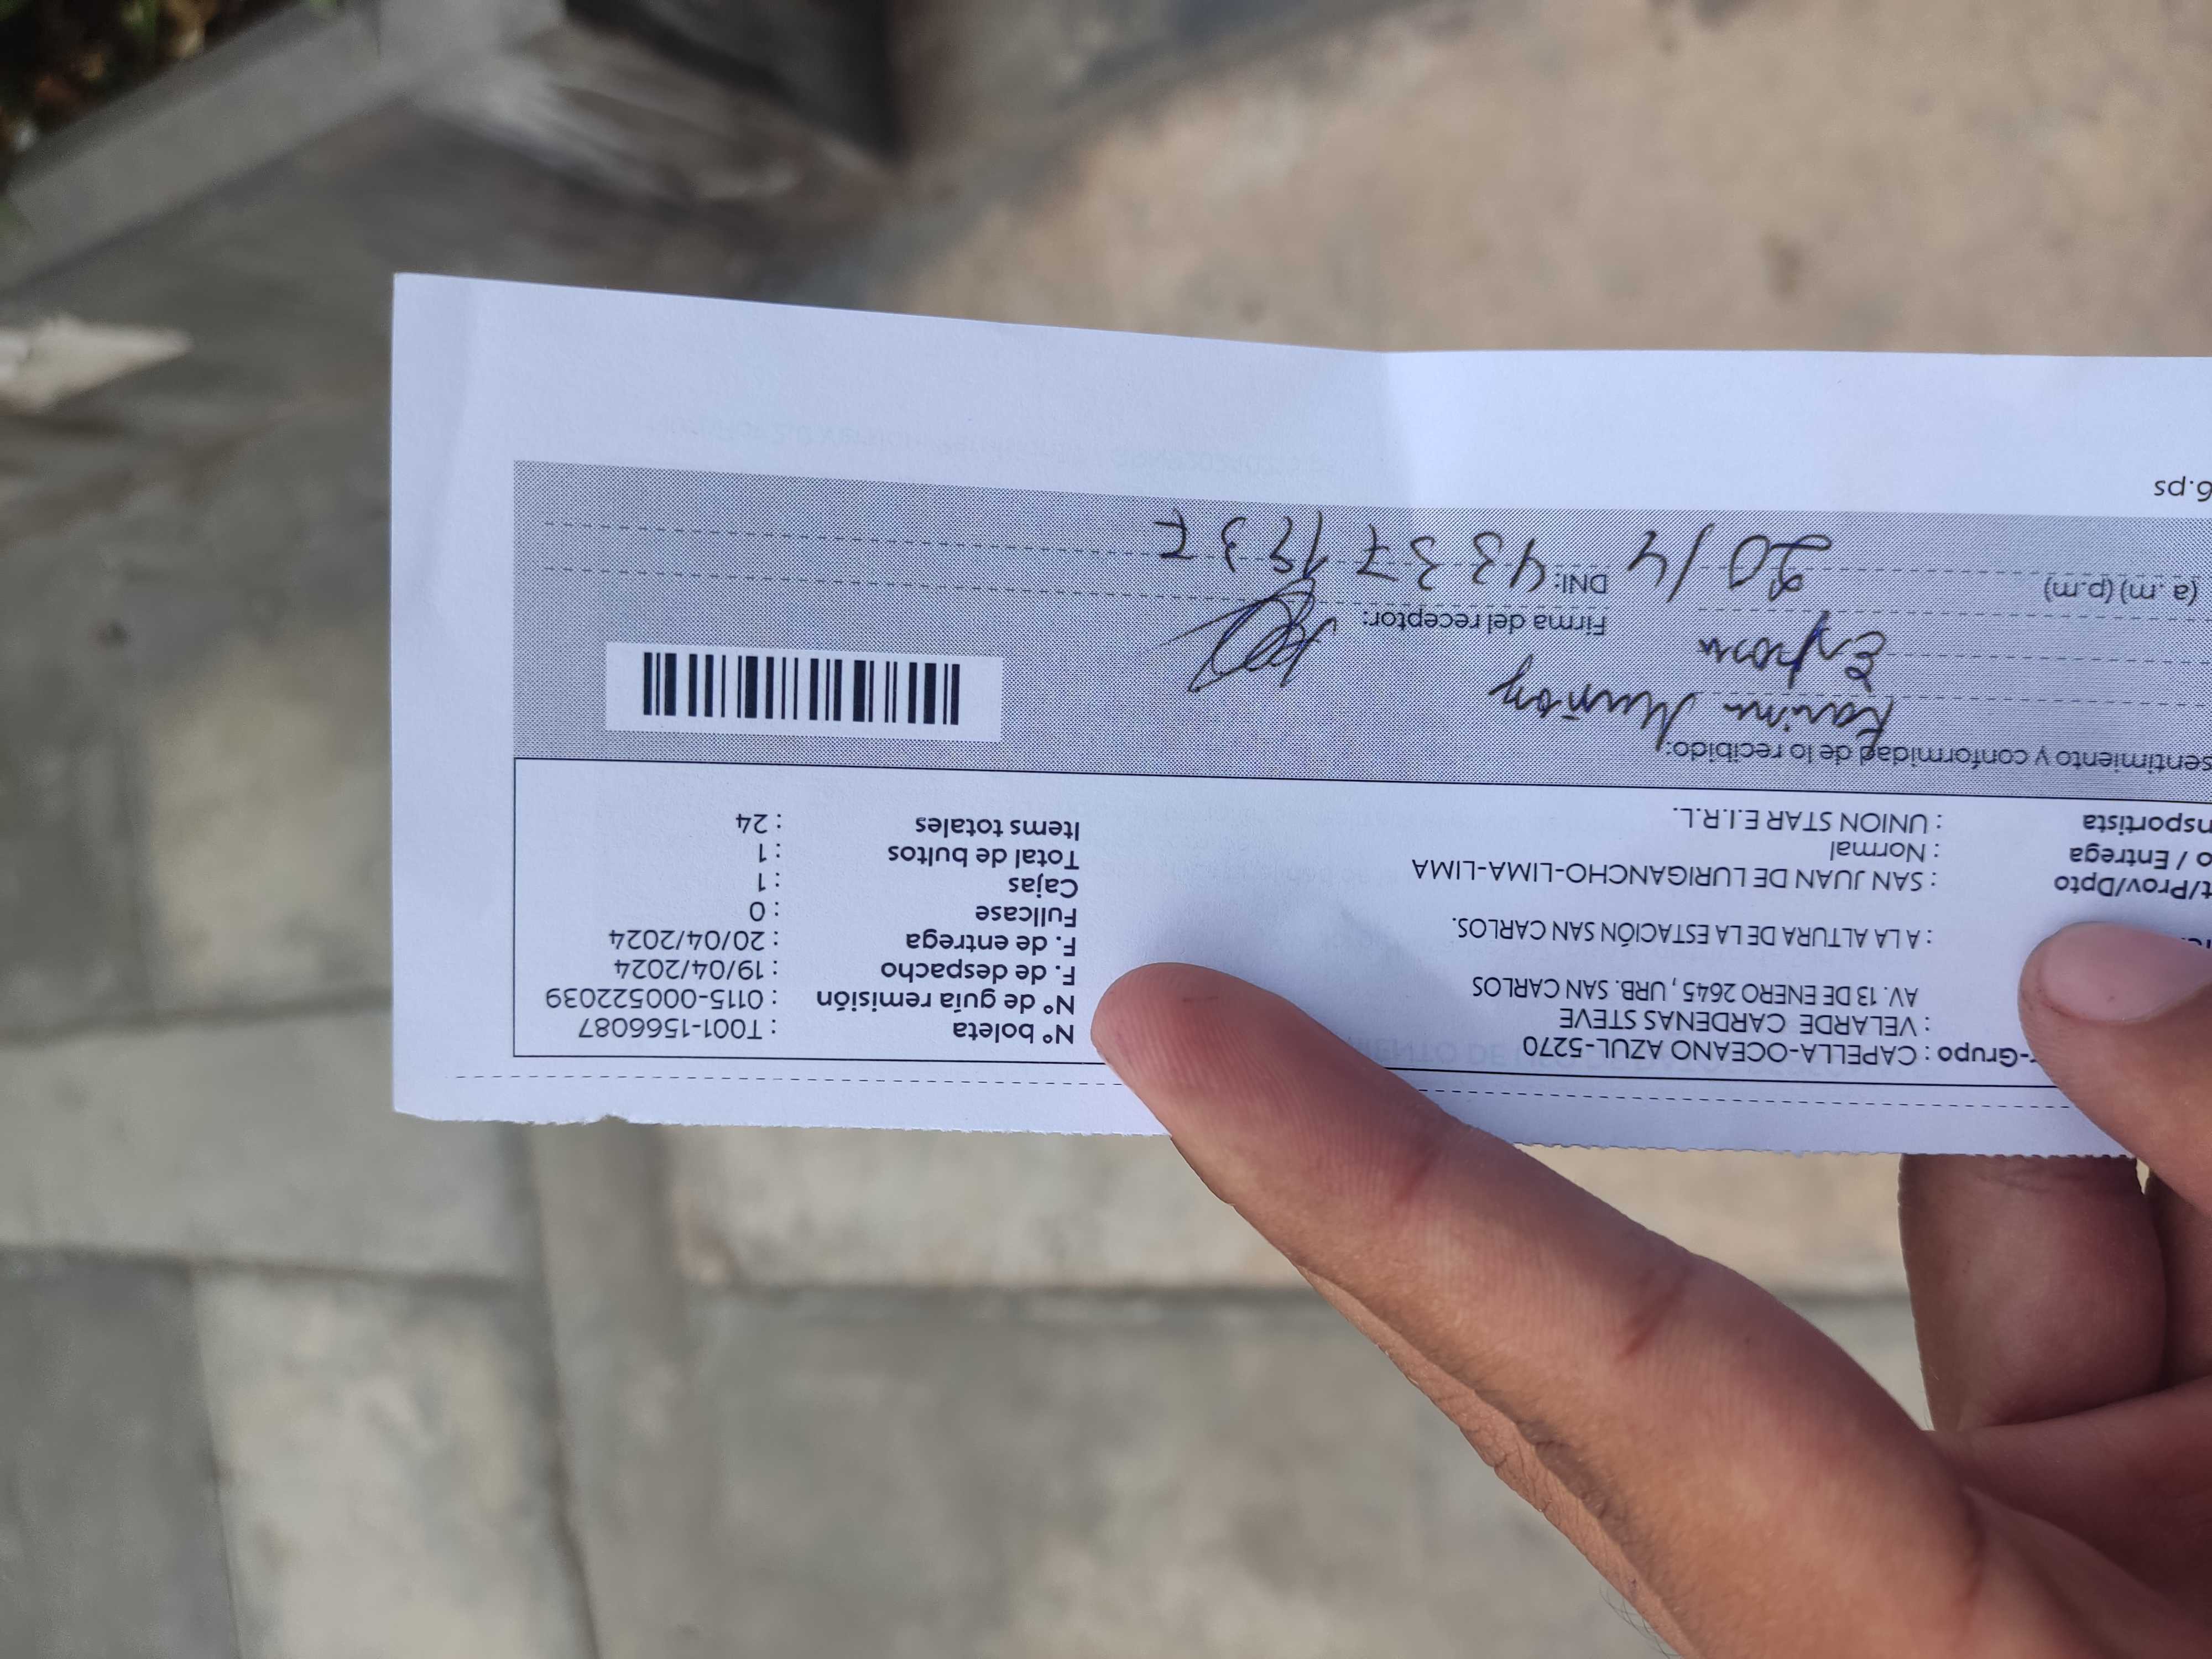 -Grupo : CAPELLA-OCEANO AZUL-5270
: VELARDE CARDENAS STEVE
AV. 13 DE ENERO 2645 , URB. SAN CARLOS
: A LA ALTURA DE LA ESTACIÓN SAN CARLOS.
t/Prov/Dpto : SAN JUAN DE LURIGANCHO-LIMA-LIMA
o / Entrega : Normal
nsportista : UNION STAR E.I.R.L.
N° boleta : T001-1566087
N° de guía remisión : 0115-000522039
F. de despacho : 19/04/2024
F. de entrega : 20/04/2024
Fullcase : 0
Cajas : 1
Total de bultos : 1
Items totales : 24
sentimiento y conformidad de lo recibido:
Karina Muñoz
Esposa
Firma del receptor:
(a.m) (p.m) 20/4
DNI:
6.ps